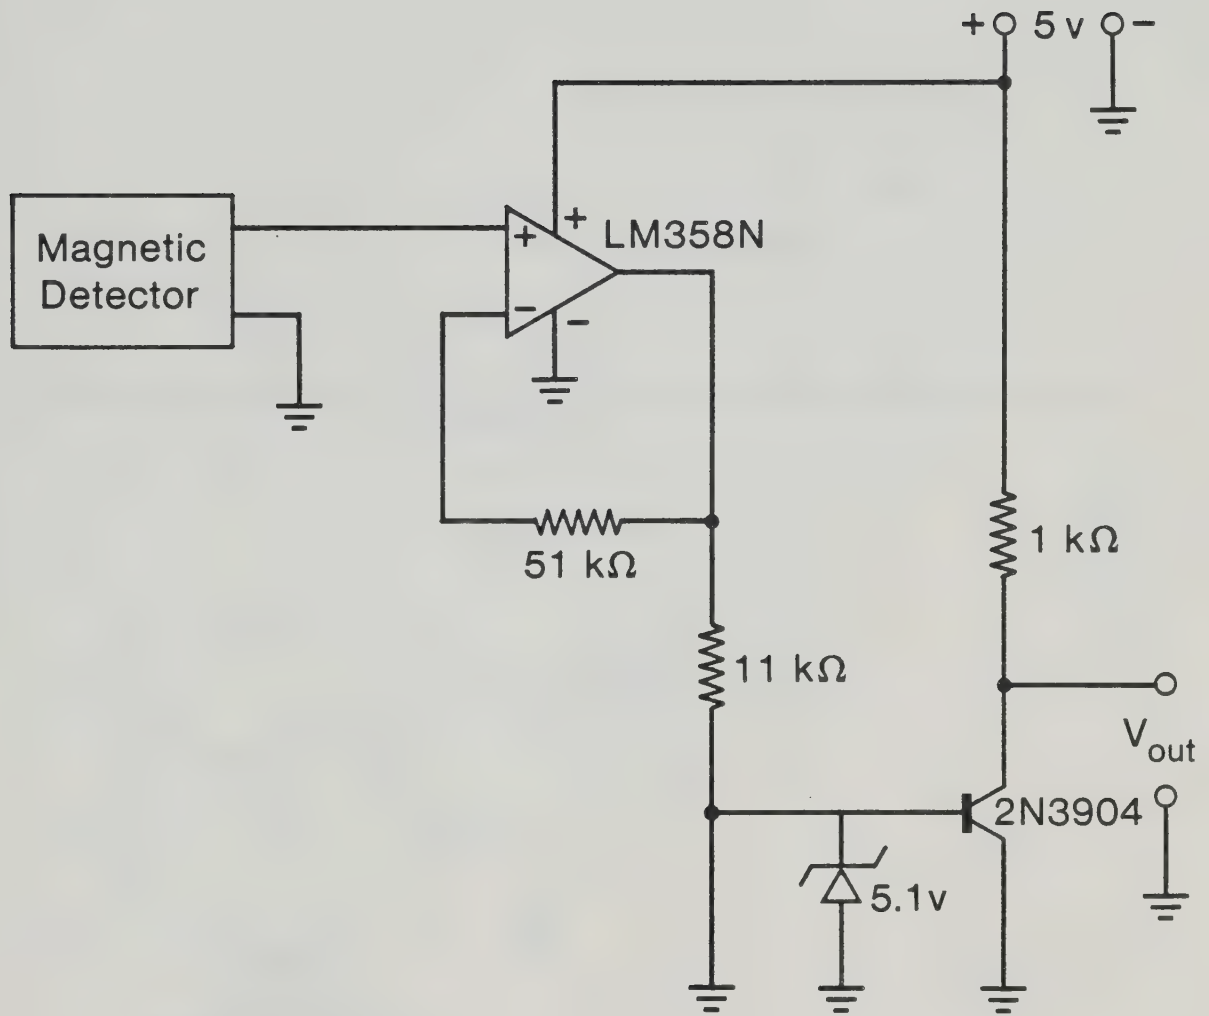 + 5 v −
Magnetic
Detector
+
LM358N
+
−
−
51 kΩ
1 kΩ
11 kΩ
V out
2N3904
5.1v